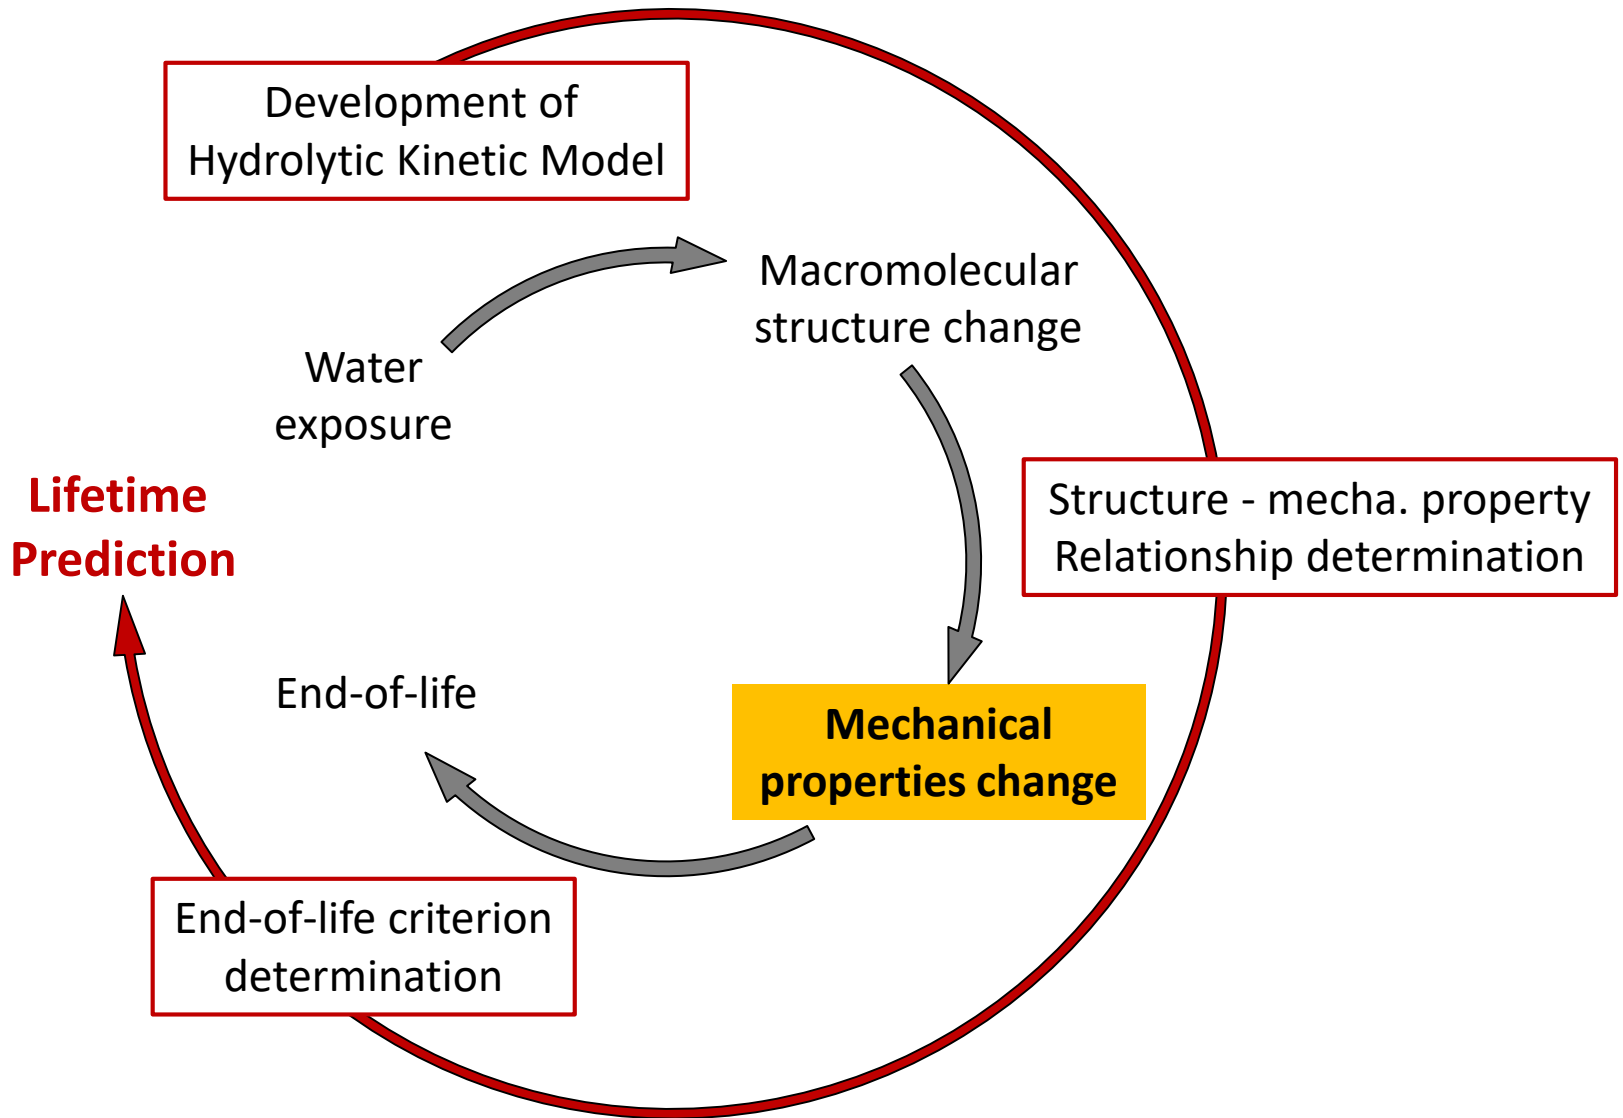 Development of
Hydrolytic Kinetic Model
Macromolecular
structure change
Water
exposure
Lifetime
Prediction
Structure - mecha. property
Relationship determination
End-of-life
Mechanical
properties change
End-of-life criterion
determination